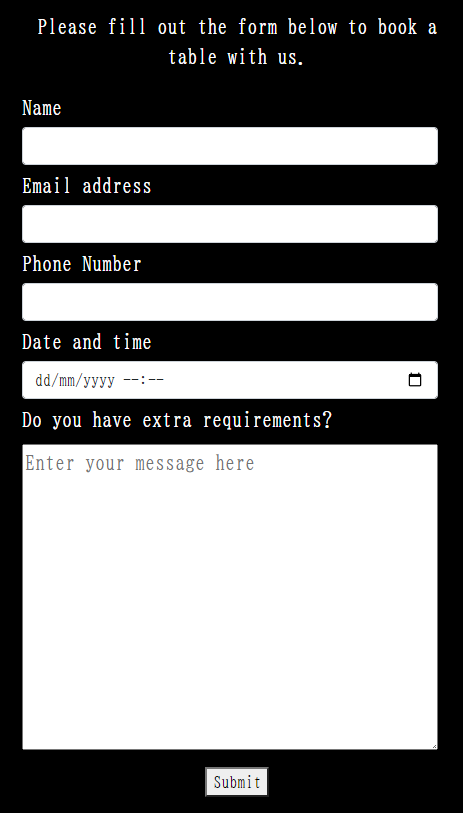 Please fill out the form below to book a
table with us.
Name
Email address
Phone Number
Date and time
dd/mm/yyyy --:--
Do you have extra requirements?
Enter your message here
Submit